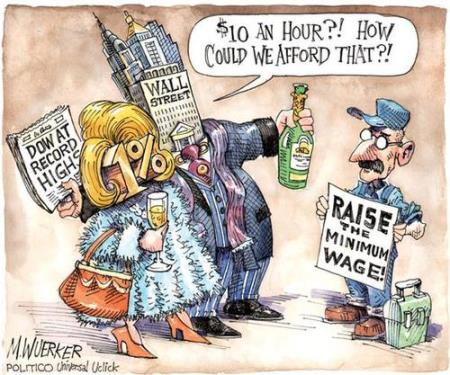 $10 AN HOUR?! HOW
COULD WE AFFORD THAT?!
WALL
STREET
DOW AT
RECORD
HIGHS
1%
RAISE
THE
MINIMUM
WAGE!
M.WUERKER
POLITICO Universal Uclick